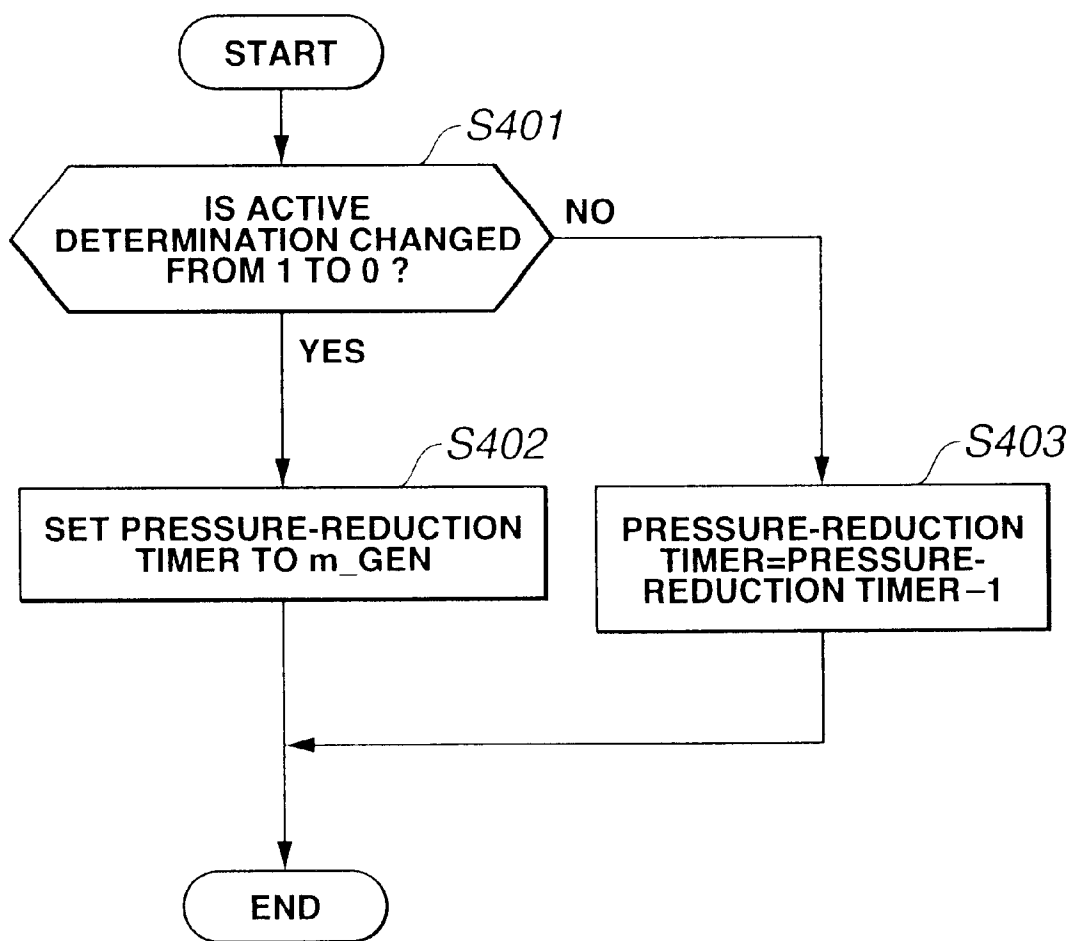 START
S401
IS ACTIVE
DETERMINATION CHANGED
FROM 1 TO 0 ?
NO
YES
S402
SET PRESSURE-REDUCTION
TIMER TO m_GEN
S403
PRESSURE-REDUCTION
TIMER=PRESSURE-
REDUCTION TIMER–1
END